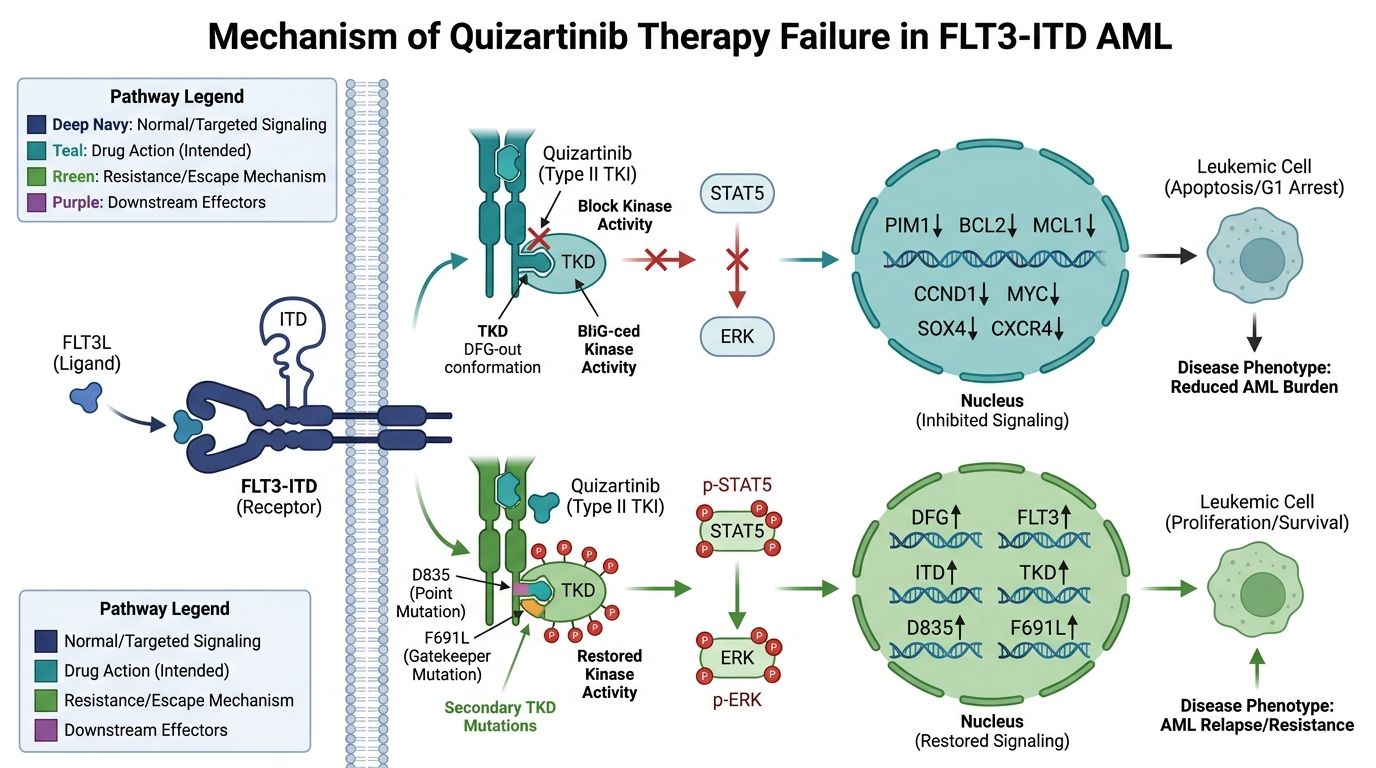 Mechanism of Quizartinib Therapy Failure in FLT3-ITD AML
Pathway Legend
Deep Navy: Normal/Targeted Signaling
Teal: Drug Action (Intended)
Rreen: Resistance/Escape Mechanism
Purple: Downstream Effectors
FLT3L
(Ligand)
ITD
FLT3-ITD
(Receptor)
Quizartinib
(Type II TKI)
Block Kinase
Activity
TKD
TKD
DFG-out
conformation
BliG-ced
Kinase
Activity
STAT5
ERK
PIM1↓ BCL2↓ MCL1↓
CCND1↓ MYC↓
SOX4↓ CXCR4↓
Nucleus
(Inhibited Signaling)
Leukemic Cell
(Apoptosis/G1 Arrest)
Disease Phenotype:
Reduced AML Burden
Quizartinib
(Type II TKI)
D835
(Point
Mutation)
F691L
(Gatekeeper
Mutation)
TKD
P P P P P P P P P
Restored
Kinase
Activity
Secondary TKD
Mutations
p-STAT5
P P P
STAT5
P P
P P
ERK
P P
p-ERK
DFG↑ FLT3↑
ITD↑ TKD↑
D835↑ F691L↑
Nucleus
(Restored Signaling)
Leukemic Cell
(Proliferation/Survival)
Disease Phenotype:
AML Relapse/Resistance
Pathway Legend
Normal/Targeted Signaling
Drug Action (Intended)
Resistance/Escape Mechanism
Downstream Effectors